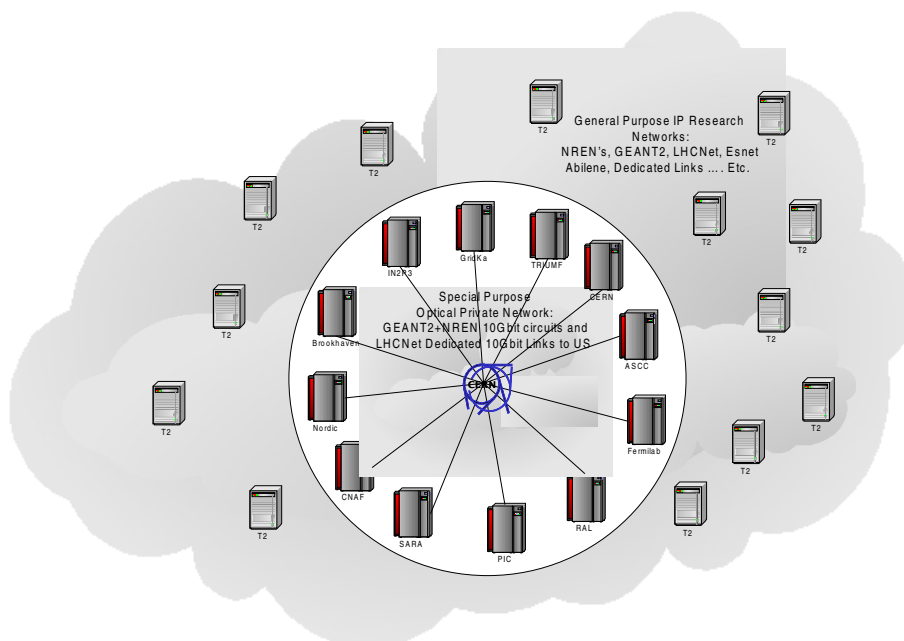 T2
General Purpose IP Research
Networks:
NREN's, GEANT2, LHCNet, Esnet
Abilene, Dedicated Links .... Etc.
T2
T2
T2
T2
T2
GridKa
TRIUMF
IN2P3
CERN
Special Purpose
Optical Private Network:
GEANT2+NREN 10Gbit circuits and
LHCNet Dedicated 10Gbit Links to US
T2
T2
Brookhaven
ASCC
CERN
T2
T2
Nordic
Fermilab
T2
CNAF
RAL
T2
T2
SARA
PIC